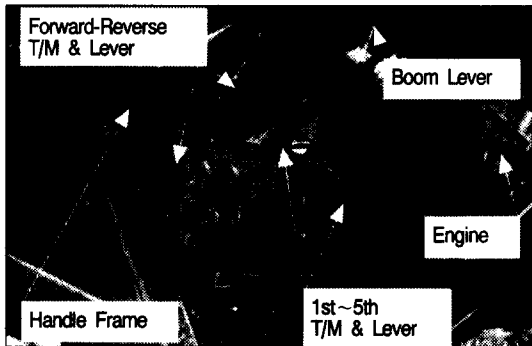 Forward-Reverse
T/M & Lever
Boom Lever
Engine
Handle Frame
1st~5th
T/M & Lever